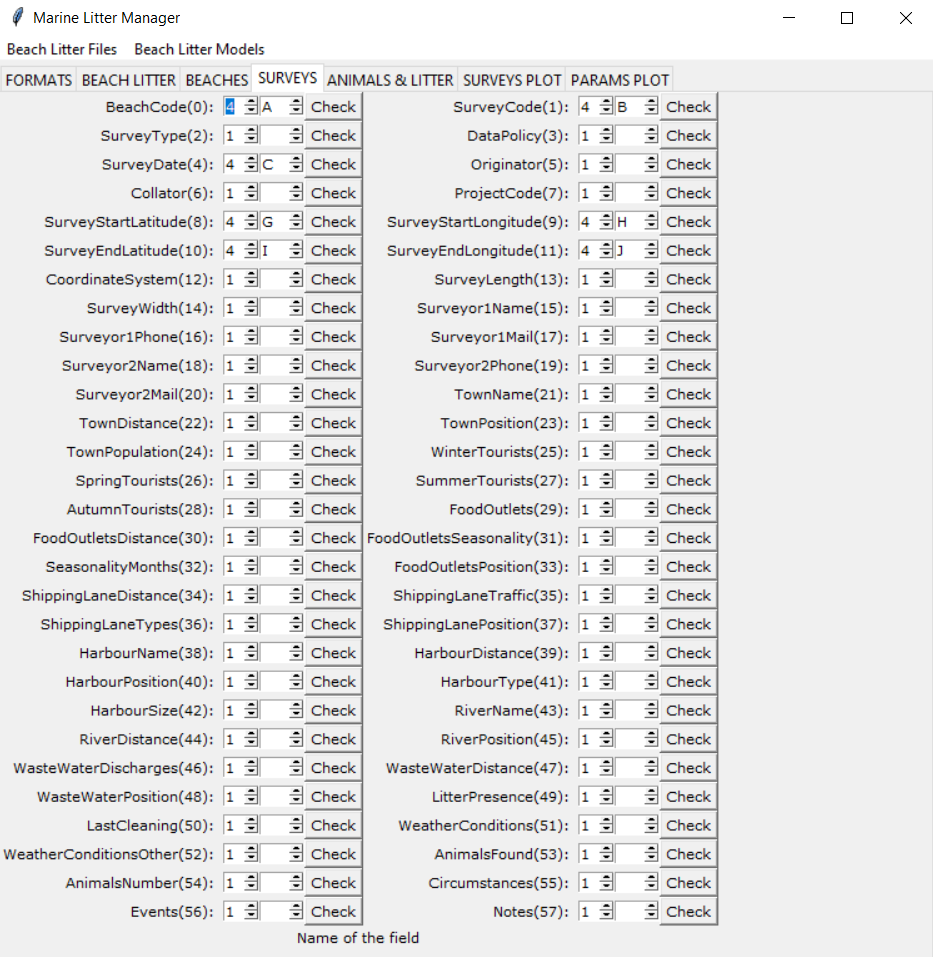 Marine Litter Manager
Beach Litter Files Beach Litter Models
FORMATS BEACH LITTER BEACHES SURVEYS ANIMALS & LITTER SURVEYS PLOT PARAMS PLOT
BeachCode(0): 4 A Check SurveyCode(1): 4 B Check
SurveyType(2): 1 Check DataPolicy(3): 1 Check
SurveyDate(4): 4 C Check Originator(5): 1 Check
Collator(6): 1 Check ProjectCode(7): 1 Check
SurveyStartLatitude(8): 4 G Check SurveyStartLongitude(9): 4 H Check
SurveyEndLatitude(10): 4 I Check SurveyEndLongitude(11): 4 J Check
CoordinateSystem(12): 1 Check SurveyLength(13): 1 Check
SurveyWidth(14): 1 Check Surveyor1Name(15): 1 Check
Surveyor1Phone(16): 1 Check Surveyor1Mail(17): 1 Check
Surveyor2Name(18): 1 Check Surveyor2Phone(19): 1 Check
Surveyor2Mail(20): 1 Check TownName(21): 1 Check
TownDistance(22): 1 Check TownPosition(23): 1 Check
TownPopulation(24): 1 Check WinterTourists(25): 1 Check
SpringTourists(26): 1 Check SummerTourists(27): 1 Check
AutumnTourists(28): 1 Check FoodOutlets(29): 1 Check
FoodOutletsDistance(30): 1 Check FoodOutletsSeasonality(31): 1 Check
SeasonalityMonths(32): 1 Check FoodOutletsPosition(33): 1 Check
ShippingLaneDistance(34): 1 Check ShippingLaneTraffic(35): 1 Check
ShippingLaneTypes(36): 1 Check ShippingLanePosition(37): 1 Check
HarbourName(38): 1 Check HarbourDistance(39): 1 Check
HarbourPosition(40): 1 Check HarbourType(41): 1 Check
HarbourSize(42): 1 Check RiverName(43): 1 Check
RiverDistance(44): 1 Check RiverPosition(45): 1 Check
WasteWaterDischarges(46): 1 Check WasteWaterDistance(47): 1 Check
WasteWaterPosition(48): 1 Check LitterPresence(49): 1 Check
LastCleaning(50): 1 Check WeatherConditions(51): 1 Check
WeatherConditionsOther(52): 1 Check AnimalsFound(53): 1 Check
AnimalsNumber(54): 1 Check Circumstances(55): 1 Check
Events(56): 1 Check Notes(57): 1 Check
Name of the field